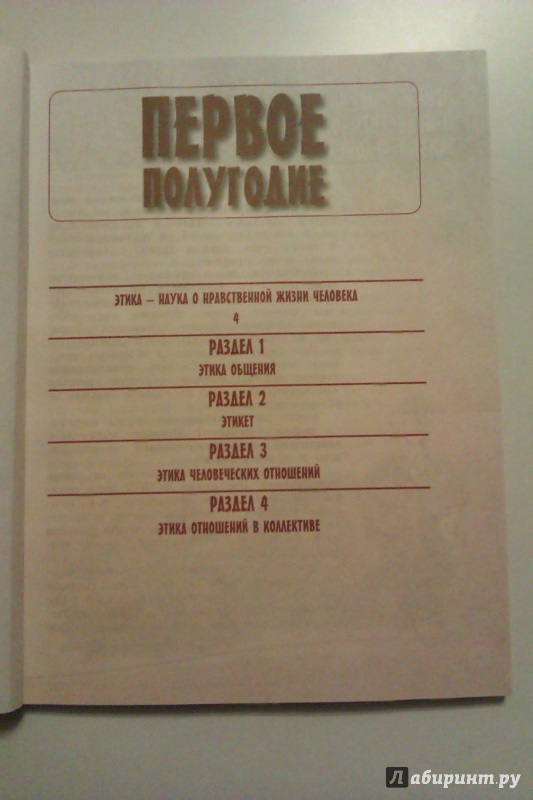 ПЕРВОЕ
ПОЛУГОДИЕ
ЭТИКА – НАУКА О НРАВСТВЕННОЙ ЖИЗНИ ЧЕЛОВЕКА
4
РАЗДЕЛ 1
ЭТИКА ОБЩЕНИЯ
РАЗДЕЛ 2
ЭТИКЕТ
РАЗДЕЛ 3
ЭТИКА ЧЕЛОВЕЧЕСКИХ ОТНОШЕНИЙ
РАЗДЕЛ 4
ЭТИКА ОТНОШЕНИЙ В КОЛЛЕКТИВЕ
Лабиринт.ру